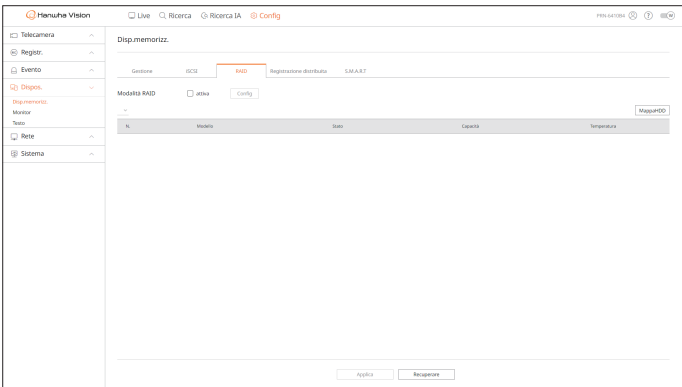 Hanwha Vision Live Ricerca Ricerca IA Config PRN-6410B4
Telecamera
Registr.
Evento
Dispos.
Disp.memorizz.
Monitor
Testo
Rete
Sistema
Disp.memorizz.
Gestione iSCSI RAID Registrazione distribuita S.M.A.R.T
Modalità RAID attiva Config
MappaHDD
N. Modello Stato Capacità Temperatura
Applica Recuperare